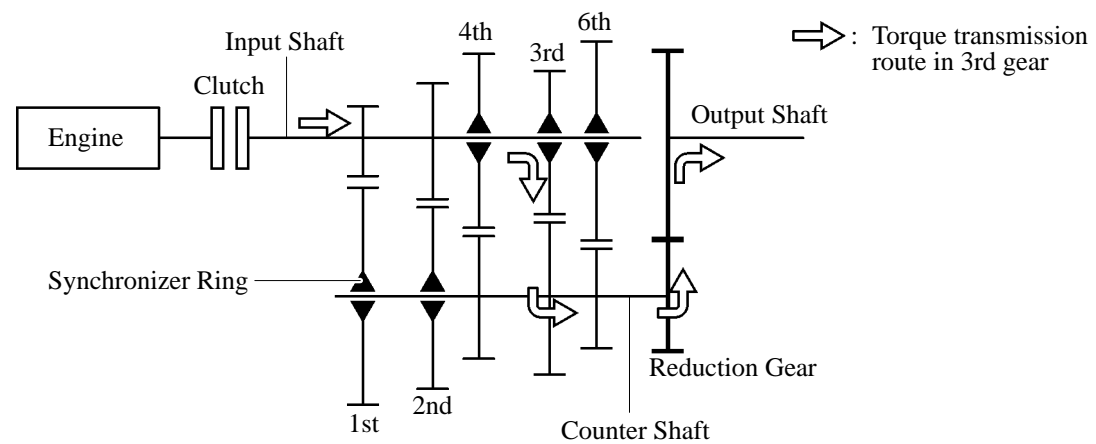 6th
4th
: Torque transmission
route in 3rd gear
Input Shaft
3rd
Clutch
Output Shaft
Engine
Synchronizer Ring
Reduction Gear
2nd
1st
Counter Shaft